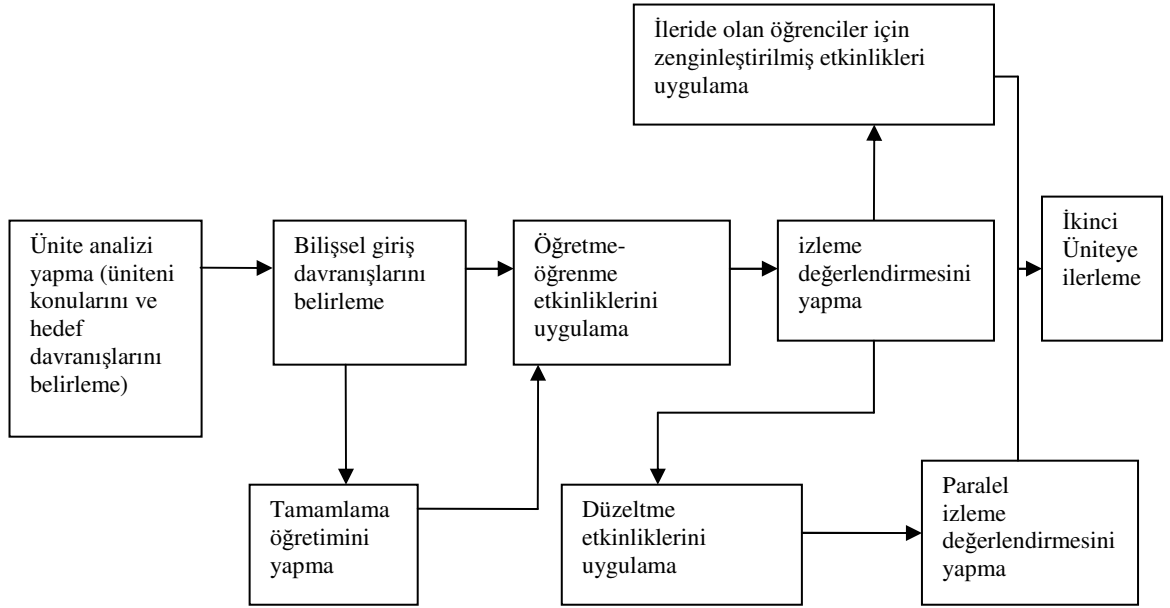 İleride olan öğrenciler için
zenginleştirilmiş etkinlikleri
uygulama
Ünite analizi
yapma (üniteni
konularını ve
hedef
davranışlarını
belirleme)
Bilişsel giriş
davranışlarını
belirleme
Öğretme-
öğrenme
etkinliklerini
uygulama
izleme
değerlendirmesini
yapma
İkinci
Üniteye
ilerleme
Tamamlama
öğretimini
yapma
Düzeltme
etkinliklerini
uygulama
Paralel
izleme
değerlendirmesini
yapma